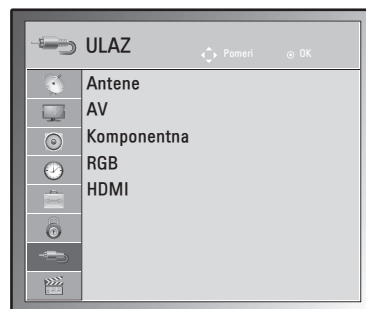 ULAZ
Pomeri OK
Antene
AV
Komponentna
RGB
HDMI